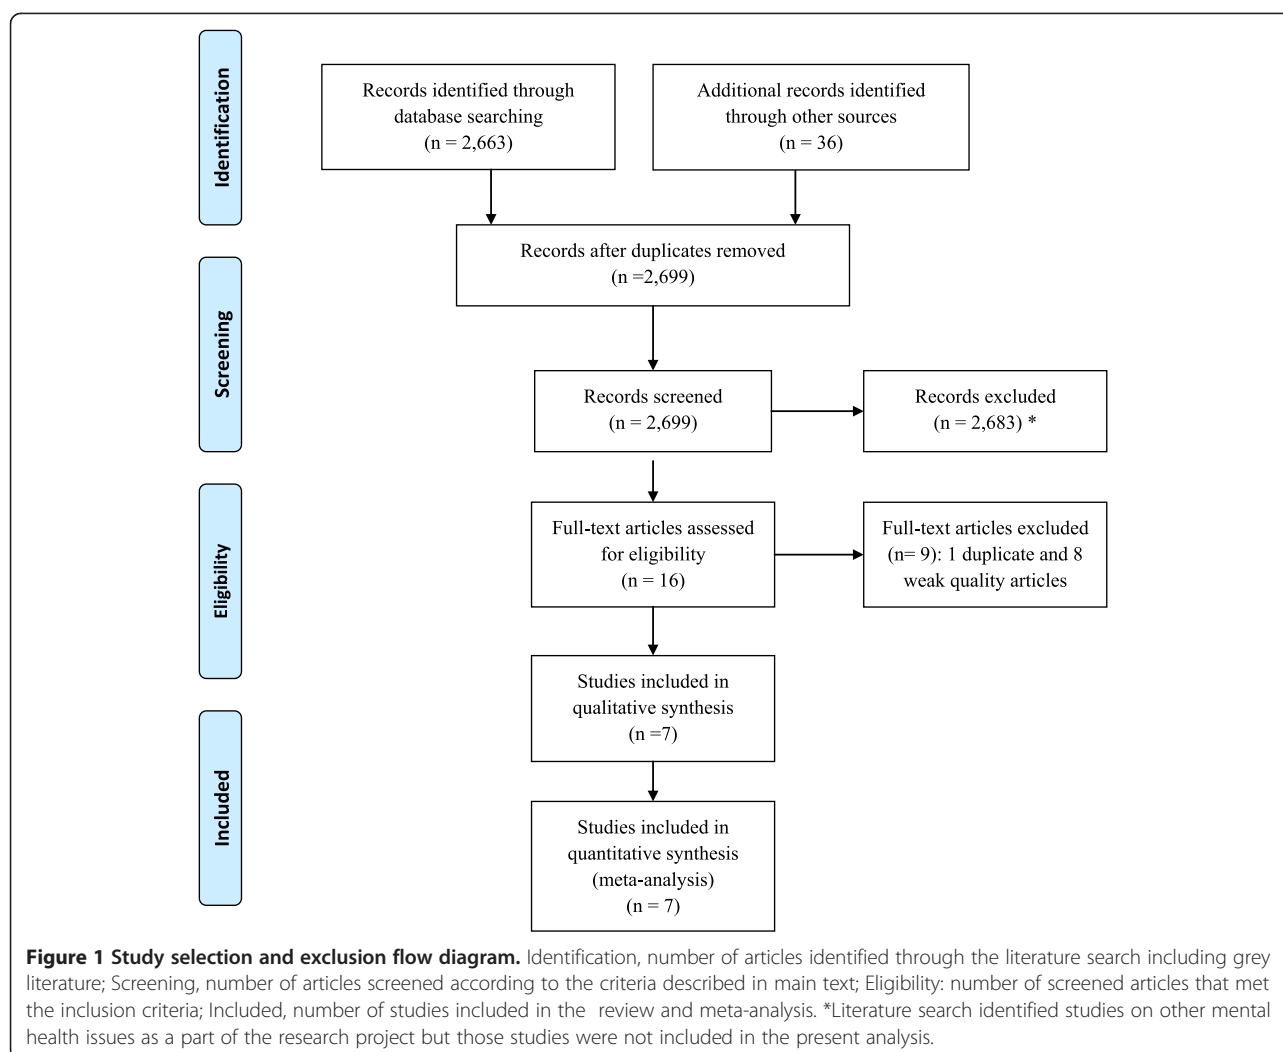 Identification
Records identified through
database searching
(n = 2,663)
Additional records identified
through other sources
(n = 36)
Records after duplicates removed
(n =2,699)
Screening
Records screened
(n = 2,699)
Records excluded
(n = 2,683) *
Eligibility
Full-text articles assessed
for eligibility
(n = 16)
Full-text articles excluded
(n= 9): 1 duplicate and 8
weak quality articles
Studies included in
qualitative synthesis
(n =7)
Included
Studies included in
quantitative synthesis
(meta-analysis)
(n = 7)
Figure 1 Study selection and exclusion flow diagram. Identification, number of articles identified through the literature search including grey
literature; Screening, number of articles screened according to the criteria described in main text; Eligibility: number of screened articles that met
the inclusion criteria; Included, number of studies included in the review and meta-analysis. *Literature search identified studies on other mental
health issues as a part of the research project but those studies were not included in the present analysis.